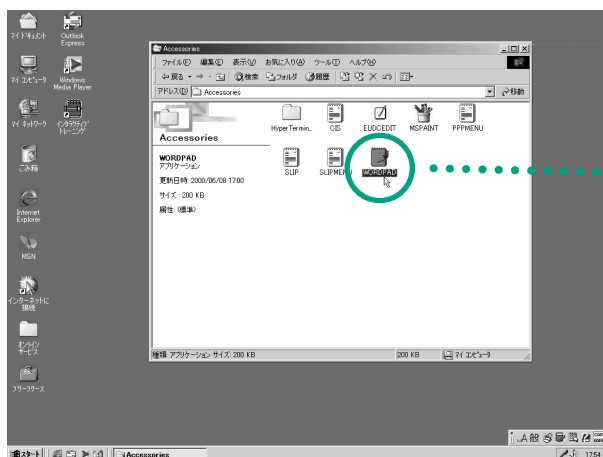 マイ ドキュメント
Outlook
Express
マイ コンピュータ
Windows
Media Player
マイ ネットワーク
インタラクティブ
トレーニング
ごみ箱
Internet
Explorer
MSN
インターネットに
接続
オンライン
サービス
ブリーフケース
Accessories
ファイル(F) 編集(E) 表示(V) お気に入り(A) ツール(T) ヘルプ(H)
戻る 検索 フォルダ 履歴
アドレス(D) Accessories 移動
Accessories
WORDPAD
アプリケーション
更新日時: 2000/06/08 17:00
サイズ: 200 KB
属性: (標準)
HyperTermin... CIS EUDCEDIT MSPAINT PPPMENU
SLIP SLIPMENU WORDPAD
種類: アプリケーション サイズ: 200 KB 200 KB マイ コンピュータ
A 般
スタート Accessories 17:54